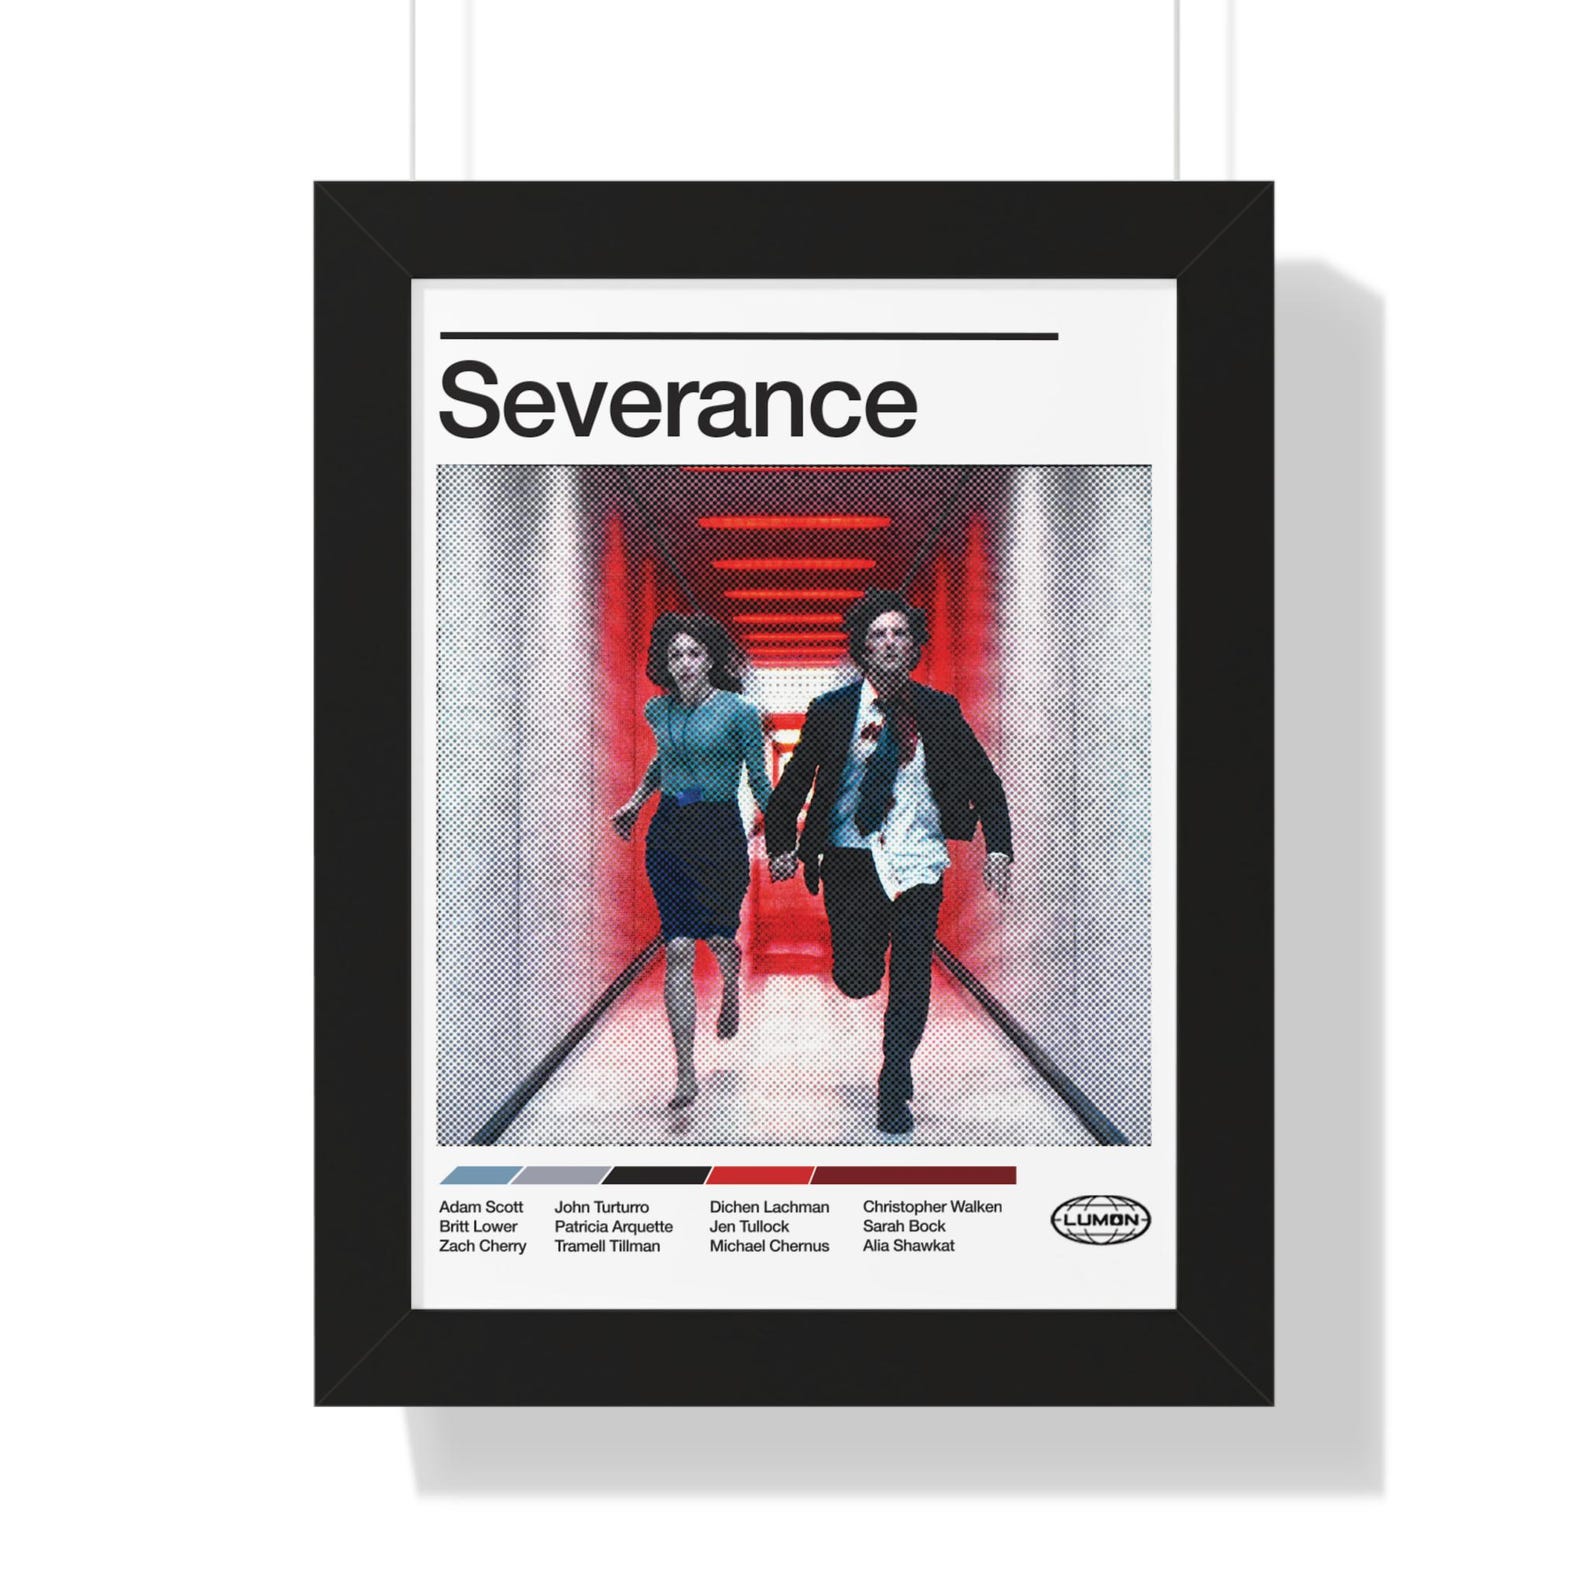 Severance
Adam Scott
Britt Lower
Zach Cherry
John Turturro
Patricia Arquette
Tramell Tillman
Dichen Lachman
Jen Tullock
Michael Chernus
Christopher Walken
Sarah Bock
Alia Shawkat
LUMON